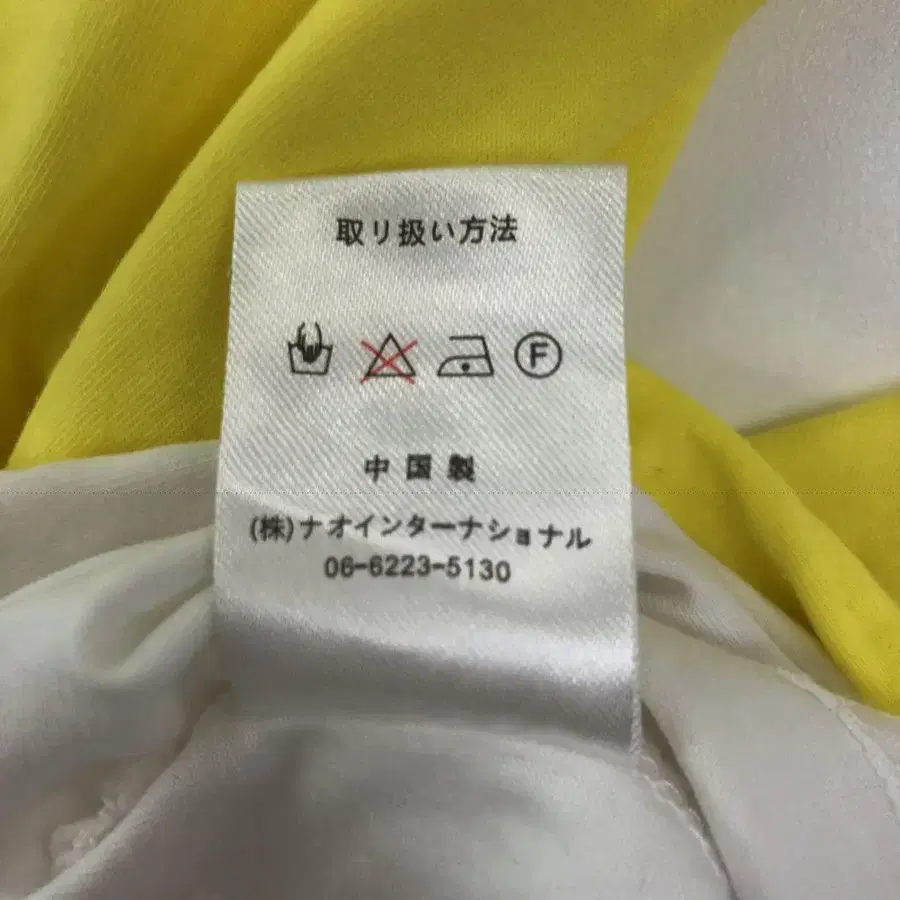 取り扱い方法
F
中国製
(株)ナオインターナショナル
06-6223-5130